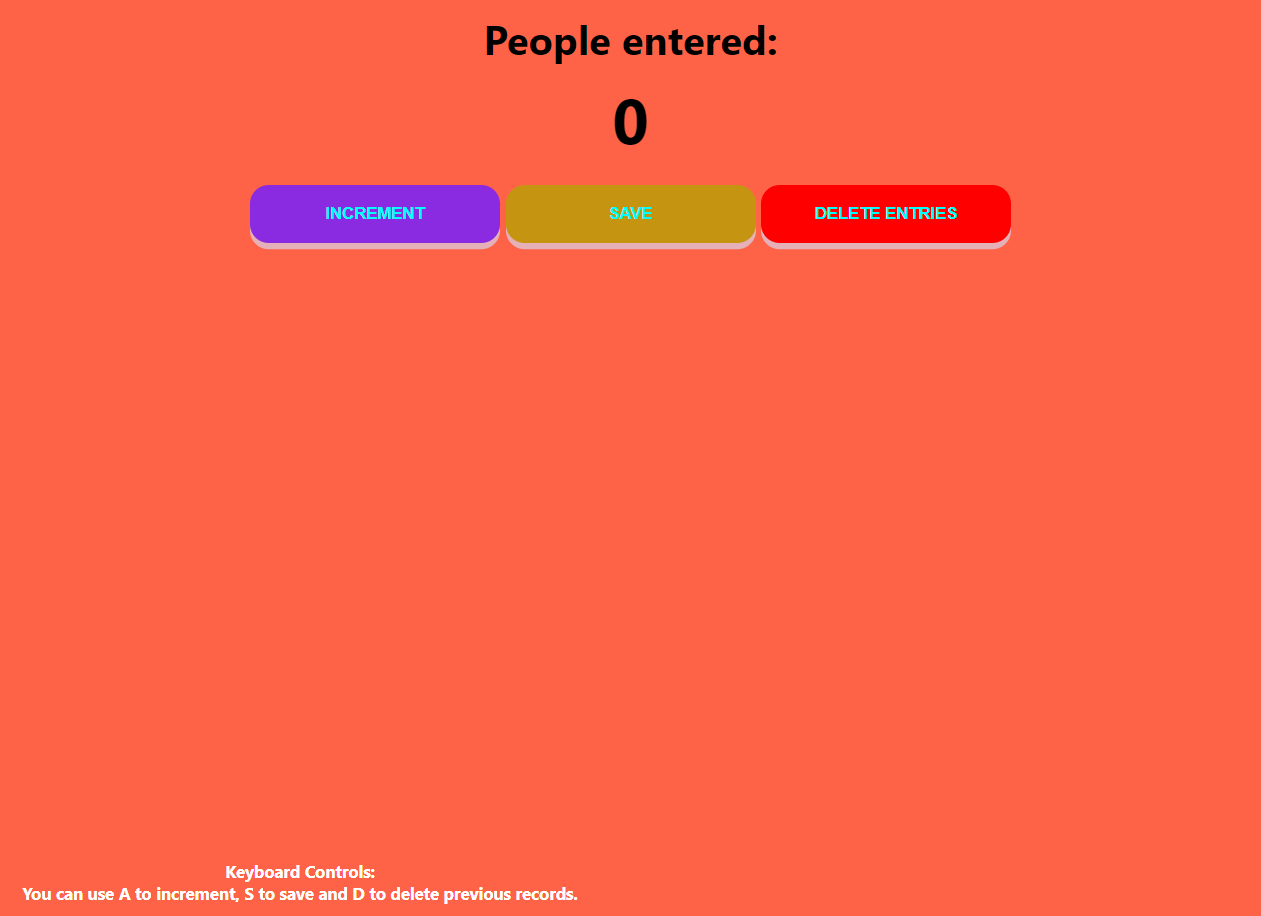 People entered:
0
INCREMENT
SAVE
DELETE ENTRIES
Keyboard Controls:
You can use A to increment, S to save and D to delete previous records.